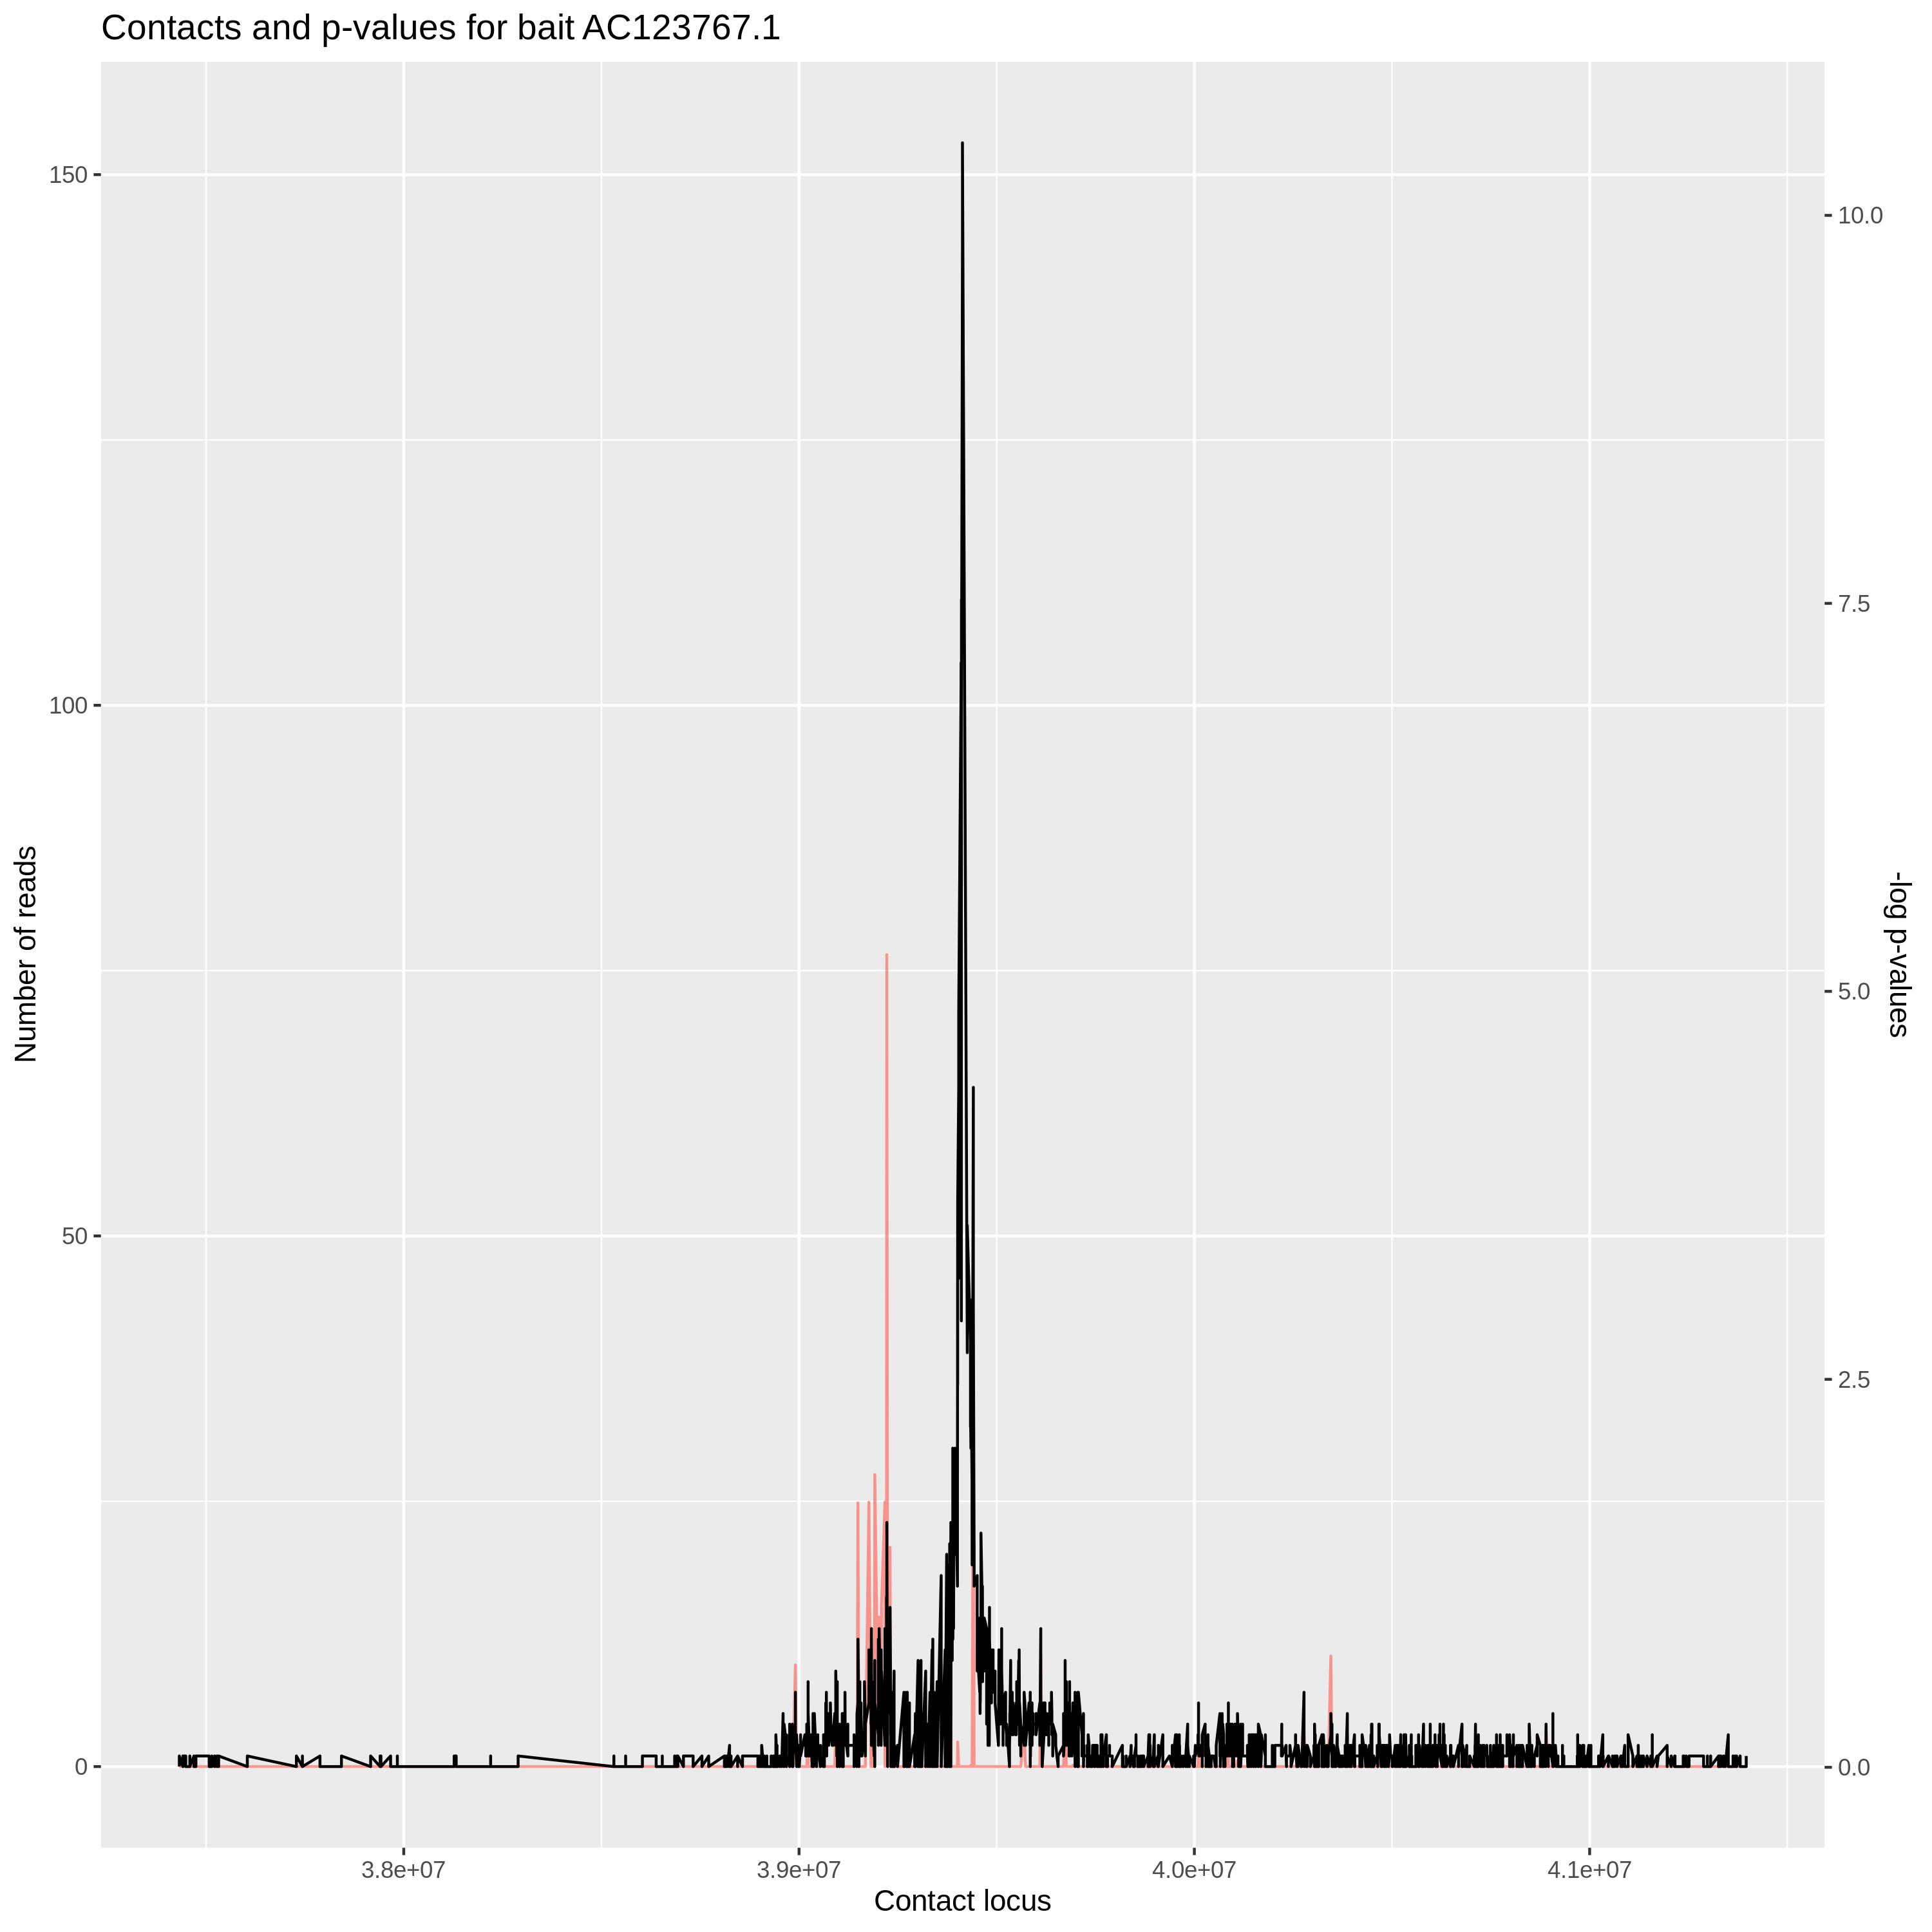 Contacts and p-values for bait AC123767.1
150
100
50
0
10.0
7.5
5.0
2.5
0.0
Number of reads
-log p-values
3.8e+07
3.9e+07
4.0e+07
4.1e+07
Contact locus